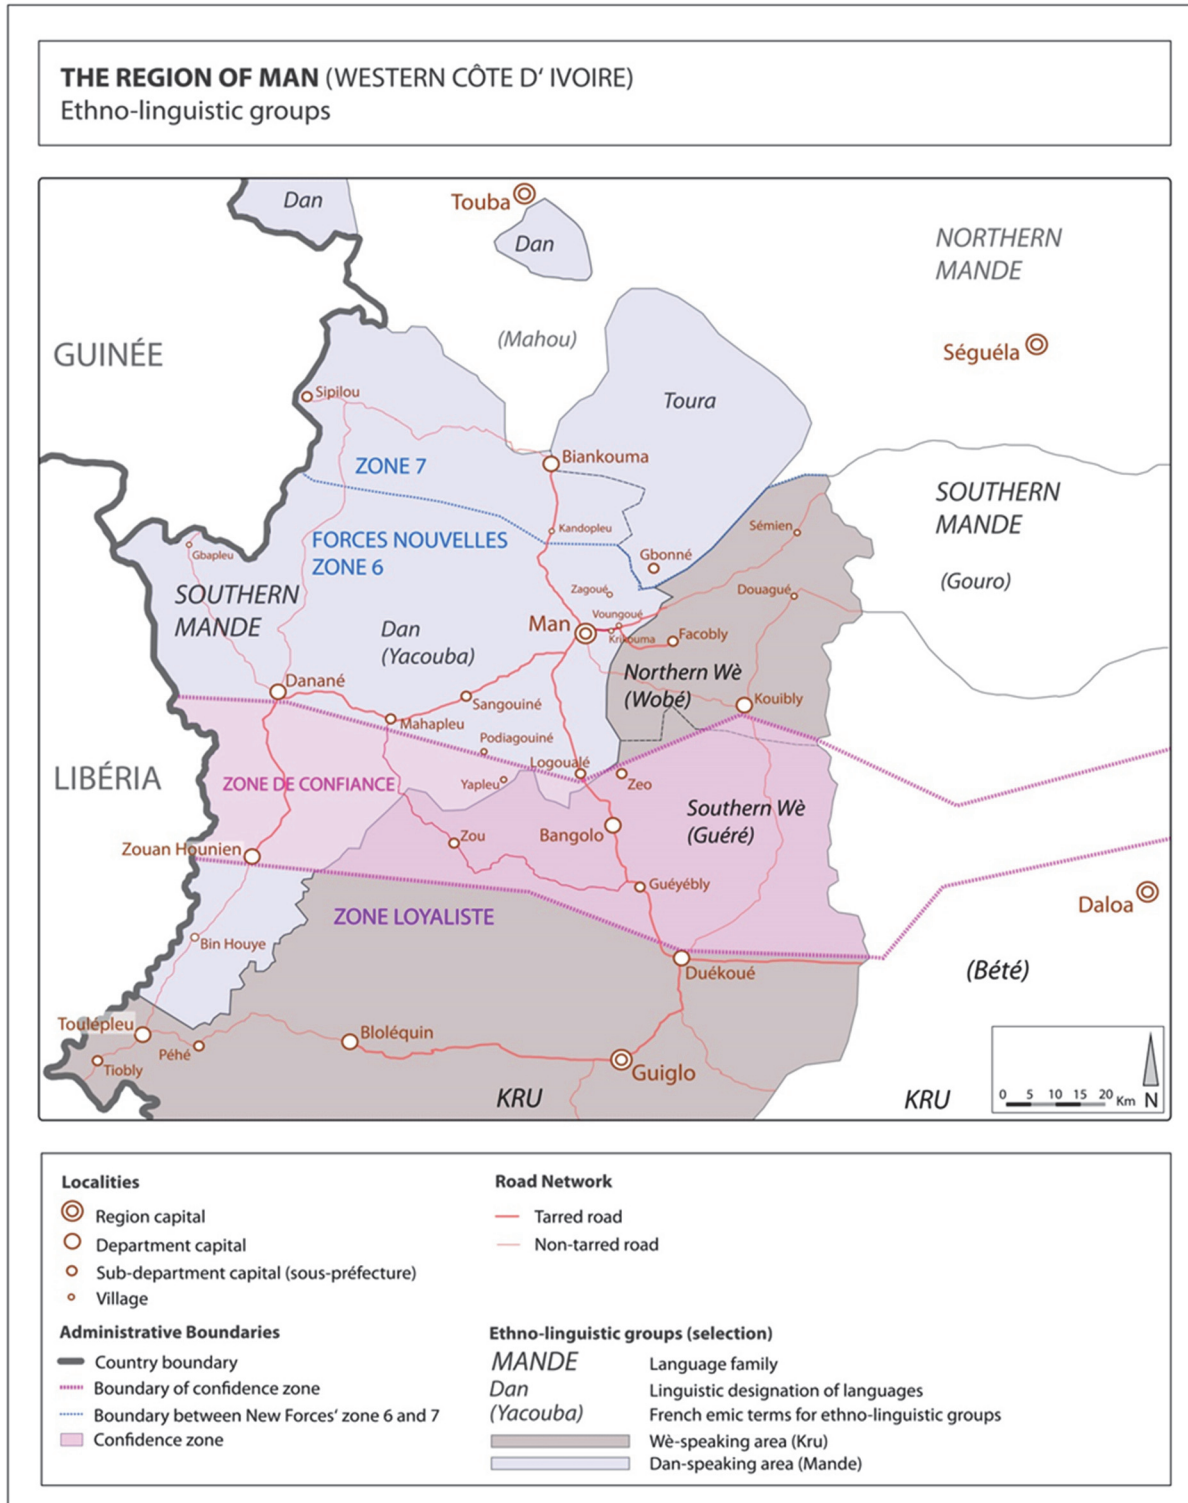 THE REGION OF MAN (WESTERN CÔTE D' IVOIRE)
Ethno-linguistic groups
Dan
Touba
Dan
NORTHERN
MANDE
GUINÉE
(Mahou)
Séguéla
Sipilou
Toura
ZONE 7
Biankouma
SOUTHERN
MANDE
Kandopleu
Sémien
FORCES NOUVELLES
ZONE 6
Gbapleu
Gbonné
(Gouro)
SOUTHERN
MANDE
Zagoué
Douagué
Dan
(Yacouba)
Man
Voungoué
Krikouma
Facobly
Northern Wè
(Wobé)
Danané
Sangouiné
Kouibly
Mahapleu
Podiagouiné
LIBÉRIA
ZONE DE CONFIANCE
Logoualé
Yapleu
Zeo
Southern Wè
(Guéré)
Zouan Hounien
Zou
Bangolo
Guéyébly
ZONE LOYALISTE
Daloa
Bin Houye
Duékoué
(Bété)
Toulépleu
Péhé
Bloléquin
Tiobly
Guiglo
KRU
KRU
0 5 10 15 20 Km N
Localities
Region capital
Department capital
Sub-department capital (sous-préfecture)
Village
Road Network
Tarred road
Non-tarred road
Administrative Boundaries
Country boundary
Boundary of confidence zone
Boundary between New Forces' zone 6 and 7
Confidence zone
Ethno-linguistic groups (selection)
MANDE Language family
Dan Linguistic designation of languages
(Yacouba) French emic terms for ethno-linguistic groups
Wè-speaking area (Kru)
Dan-speaking area (Mande)